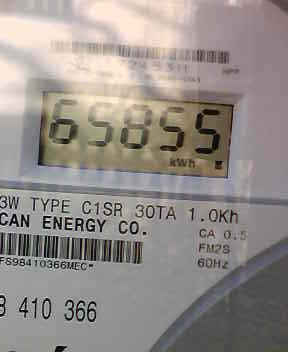 65855
kWh
3W TYPE C1SR 30TA 1.0Kh
CAN ENERGY CO.
CA 0.5
FM2S
60Hz
*FS98410366MEC*
8 410 366